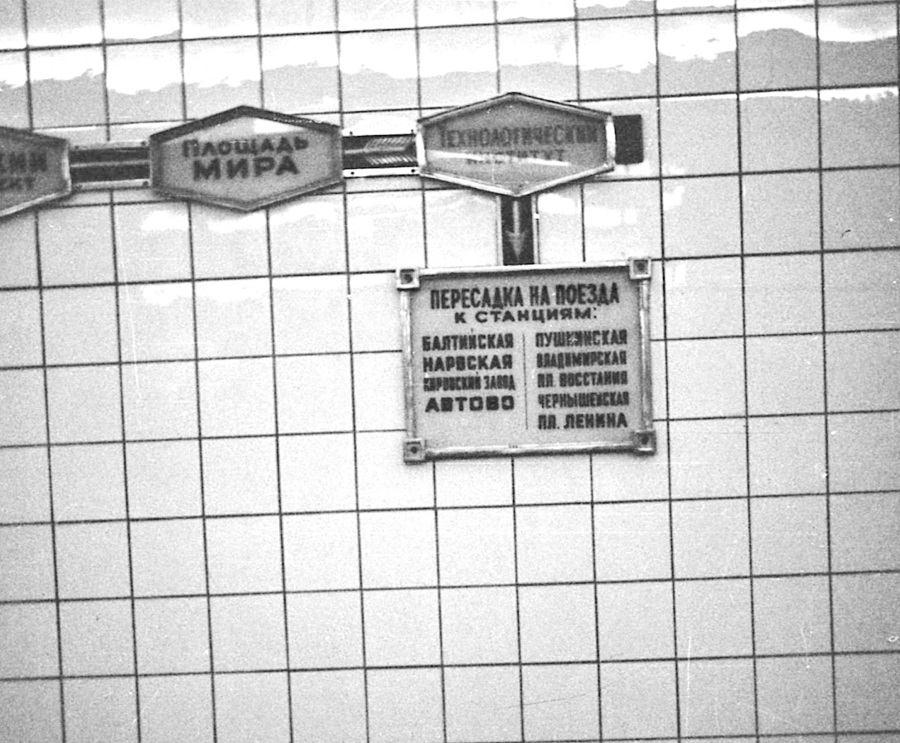 ПЛОЩАДЬ
МИРА
ТЕХНОЛОГИЧЕСКИЙ
ИНСТИТУТ
ПЕРЕСАДКА НА ПОЕЗДА
К СТАНЦИЯМ:
БАЛТИЙСКАЯ
НАРВСКАЯ
КИРОВСКИЙ ЗАВОД
АВТОВО
ПУШКИНСКАЯ
ВЛАДИМИРСКАЯ
ПЛ. ВОССТАНИЯ
ЧЕРНЫШЕВСКАЯ
ПЛ. ЛЕНИНА